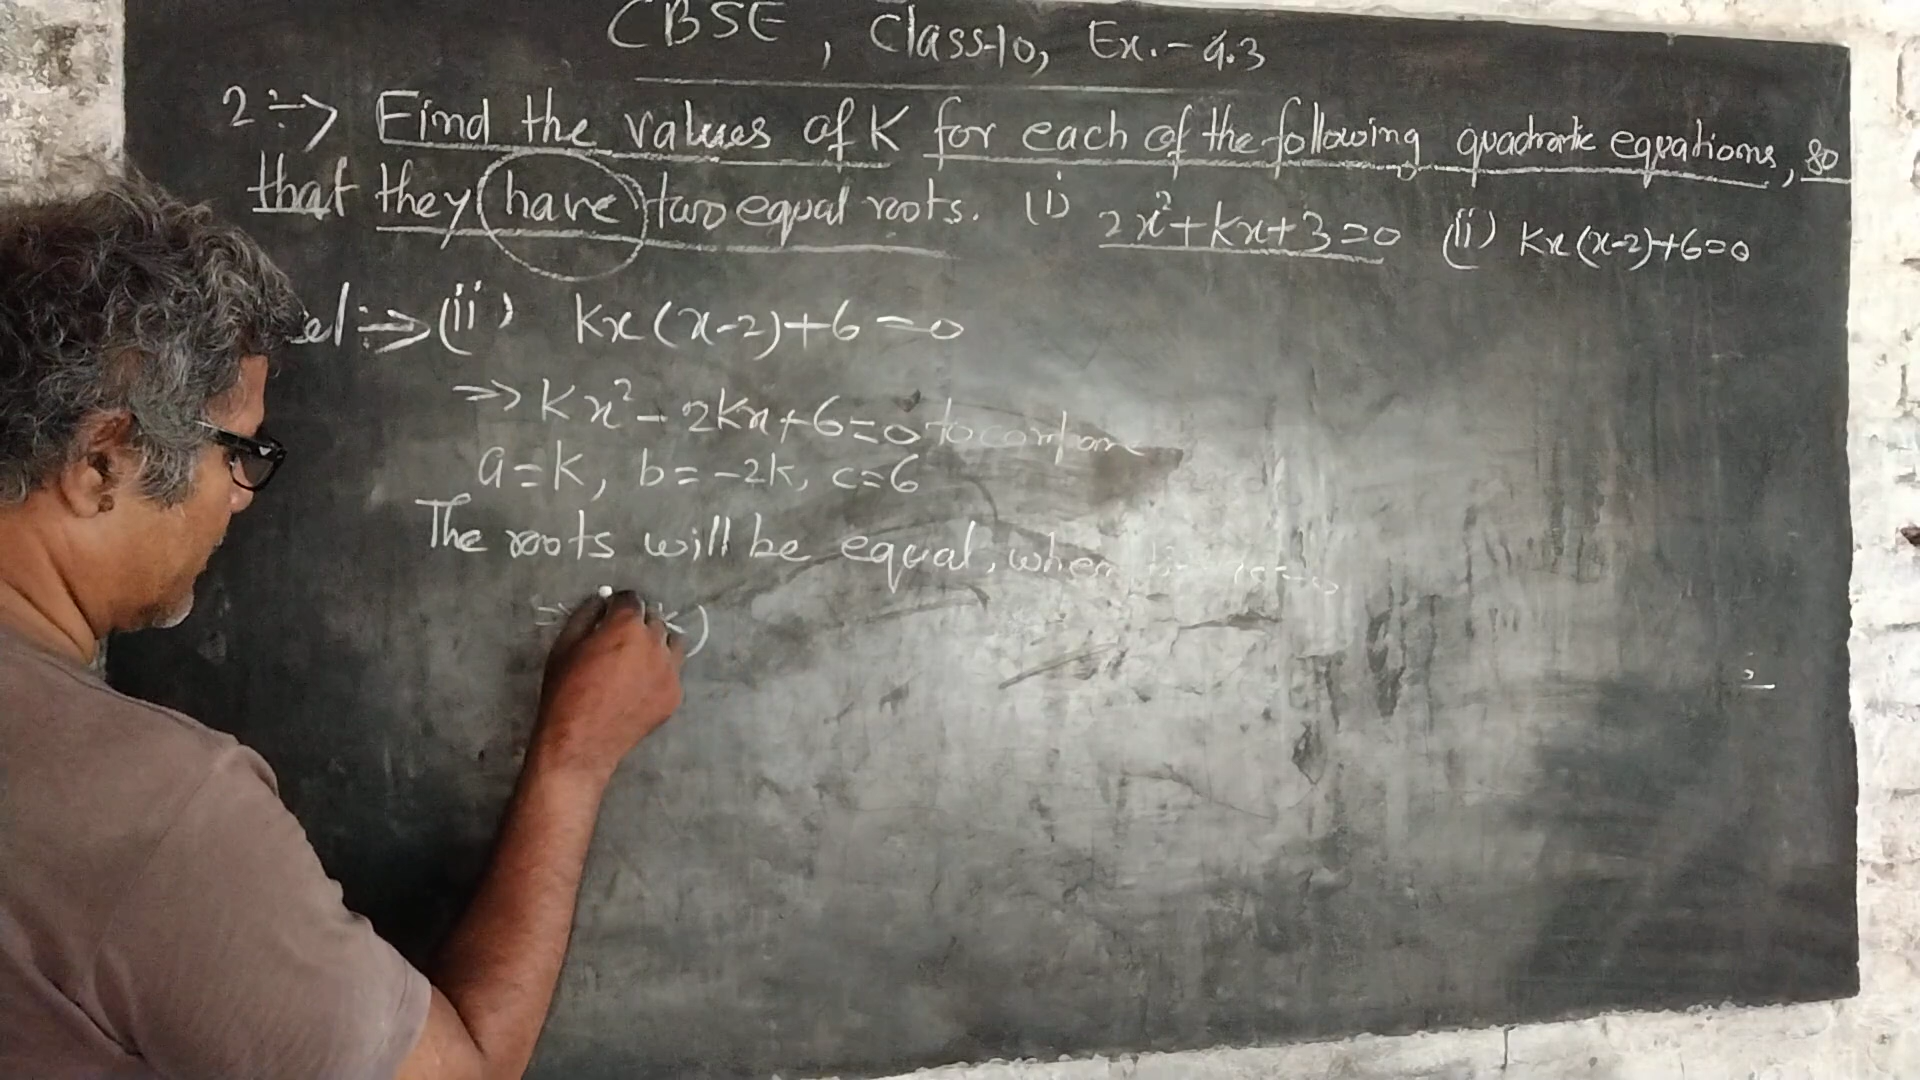 CBSE, Class-10, Ex.-4.3
2 ÷→ Find the values of K for each of the following quadratic equations, so
that they have two equal roots. (i) 2x²+kx+3=0 (ii) Kx(x-2)+6=0
(ii) Kx(x-2)+6=0
⇒ Kx²-2Kx+6=0 to compare
a=K, b=-2K, c=6
The roots will be equal, when